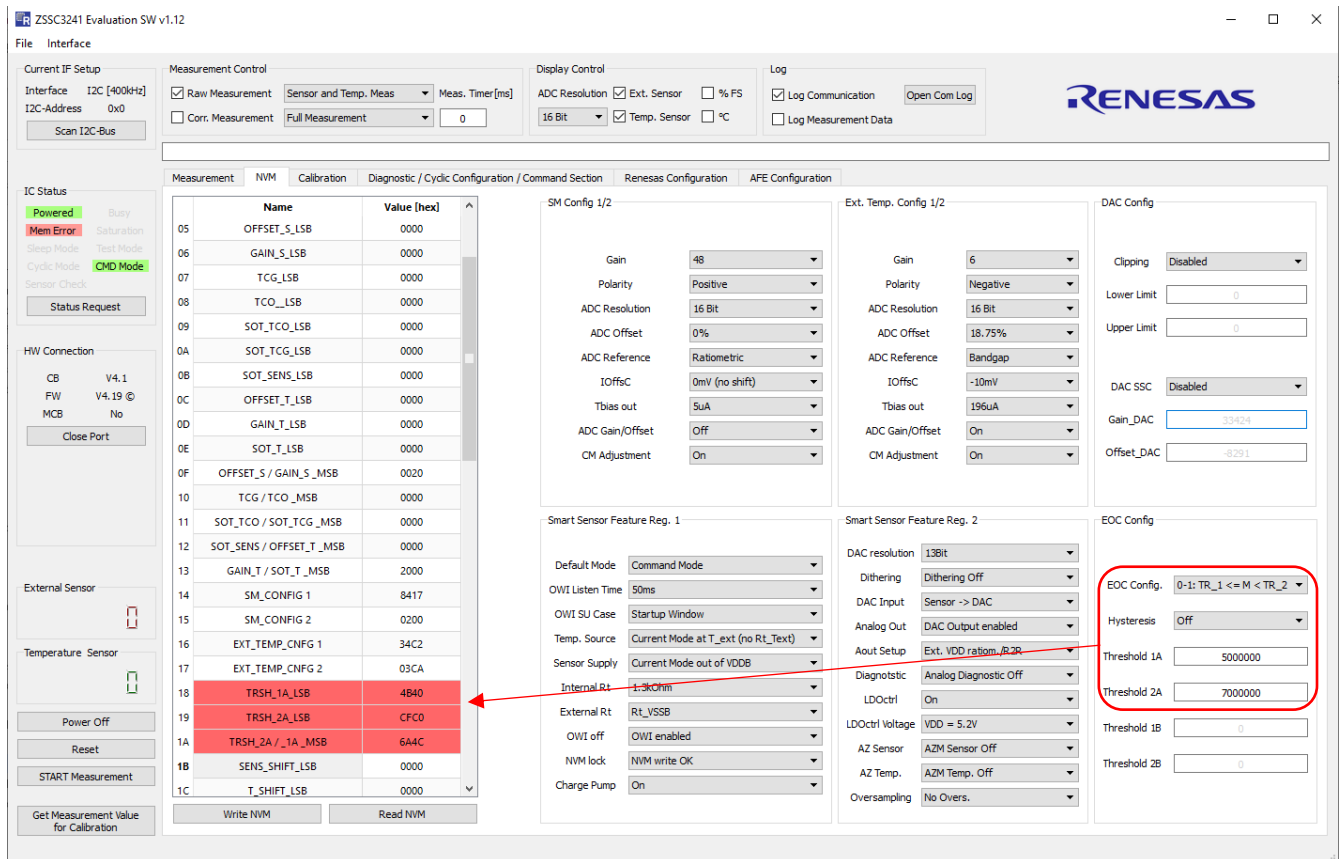 ZSSC3241 Evaluation SW v1.12
File Interface
Current IF Setup
Interface I2C [400kHz]
I2C-Address 0x0
Scan I2C-Bus
Measurement Control
Raw Measurement Sensor and Temp. Meas Meas. Timer[ms]
Corr. Measurement Full Measurement 0
Display Control
ADC Resolution Ext. Sensor % FS
16 Bit Temp. Sensor °C
Log
Log Communication Open Com Log
Log Measurement Data
RENESAS
Measurement NVM Calibration Diagnostic / Cyclic Configuration / Command Section Renesas Configuration AFE Configuration
IC Status
Powered Busy
Mem Error Saturation
Sleep Mode Test Mode
Cyclic Mode CMD Mode
Sensor Check
Status Request
HW Connection
CB V4.1
FW V4.19 ©
MCB No
Close Port
External Sensor
0
Temperature Sensor
0
Power Off
Reset
START Measurement
Get Measurement Value
for Calibration
Name Value [hex]
05 OFFSET_S_LSB 0000
06 GAIN_S_LSB 0000
07 TCG_LSB 0000
08 TCO__LSB 0000
09 SOT_TCO_LSB 0000
0A SOT_TCG_LSB 0000
0B SOT_SENS_LSB 0000
0C OFFSET_T_LSB 0000
0D GAIN_T_LSB 0000
0E SOT_T_LSB 0000
0F OFFSET_S / GAIN_S _MSB 0020
10 TCG / TCO _MSB 0000
11 SOT_TCO / SOT_TCG _MSB 0000
12 SOT_SENS / OFFSET_T _MSB 0000
13 GAIN_T / SOT_T _MSB 2000
14 SM_CONFIG 1 8417
15 SM_CONFIG 2 0200
16 EXT_TEMP_CNFG 1 34C2
17 EXT_TEMP_CNFG 2 03CA
18 TRSH_1A_LSB 4B40
19 TRSH_2A_LSB CFC0
1A TRSH_2A / _1A _MSB 6A4C
1B SENS_SHIFT_LSB 0000
1C T_SHIFT_LSB 0000
Write NVM Read NVM
SM Config 1/2
Gain 48
Polarity Positive
ADC Resolution 16 Bit
ADC Offset 0%
ADC Reference Ratiometric
IOffsC 0mV (no shift)
Tbias out 5uA
ADC Gain/Offset Off
CM Adjustment On
Ext. Temp. Config 1/2
Gain 6
Polarity Negative
ADC Resolution 16 Bit
ADC Offset 18.75%
ADC Reference Bandgap
IOffsC -10mV
Tbias out 196uA
ADC Gain/Offset On
CM Adjustment On
DAC Config
Clipping Disabled
Lower Limit 0
Upper Limit 0
DAC SSC Disabled
Gain_DAC 33424
Offset_DAC -8291
Smart Sensor Feature Reg. 1
Default Mode Command Mode
OWI Listen Time 50ms
OWI SU Case Startup Window
Temp. Source Current Mode at T_ext (no Rt_Text)
Sensor Supply Current Mode out of VDDB
Internal Rt 1.3kOhm
External Rt Rt_VSSB
OWI off OWI enabled
NVM lock NVM write OK
Charge Pump On
Smart Sensor Feature Reg. 2
DAC resolution 13Bit
Dithering Dithering Off
DAC Input Sensor -> DAC
Analog Out DAC Output enabled
Aout Setup Ext. VDD ratiom./R2R
Diagnotstic Analog Diagnostic Off
LDOctrl On
LDOctrl Voltage VDD = 5.2V
AZ Sensor AZM Sensor Off
AZ Temp. AZM Temp. Off
Oversampling No Overs.
EOC Config
EOC Config. 0-1: TR_1 <= M < TR_2
Hysteresis Off
Threshold 1A 5000000
Threshold 2A 7000000
Threshold 1B 0
Threshold 2B 0